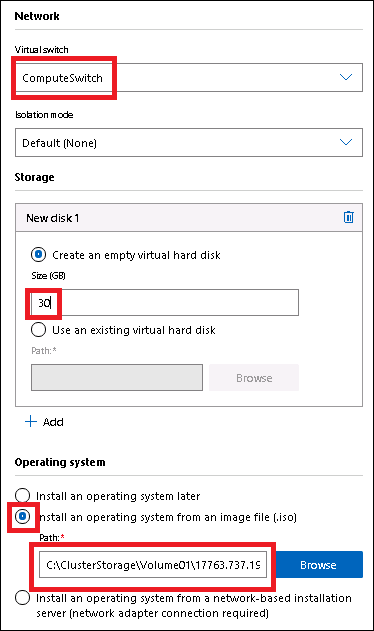 Network
Virtual switch
ComputeSwitch
Isolation mode
Default (None)
Storage
New disk 1
Create an empty virtual hard disk
Size (GB)
30
Use an existing virtual hard disk
Path:*
Browse
+ Add
Operating system
Install an operating system later
Install an operating system from an image file (.iso)
Path:*
C:\ClusterStorage\Volume01\17763.737.19
Browse
Install an operating system from a network-based installation
server (network adapter connection required)